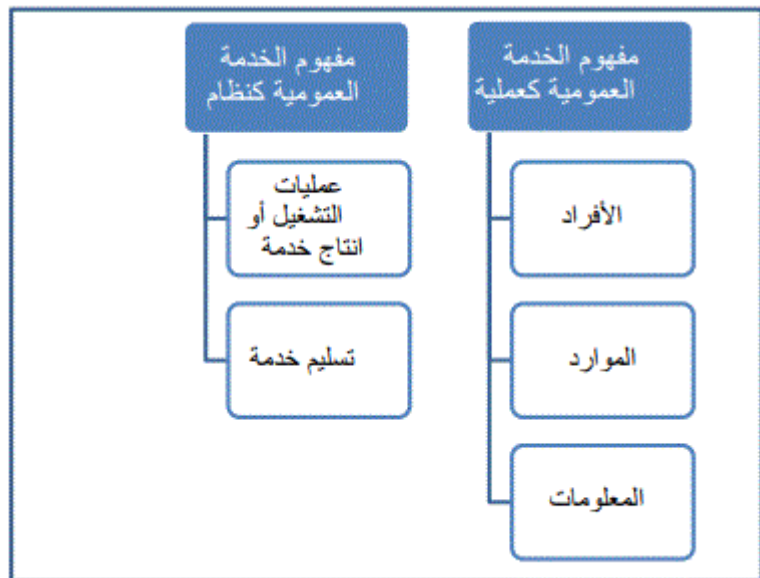 مفهوم الخدمة
العمومية كعملية
الأفراد
الموارد
المعلومات
مفهوم الخدمة
العمومية كنظام
عمليات
التشغيل أو
انتاج خدمة
تسليم خدمة